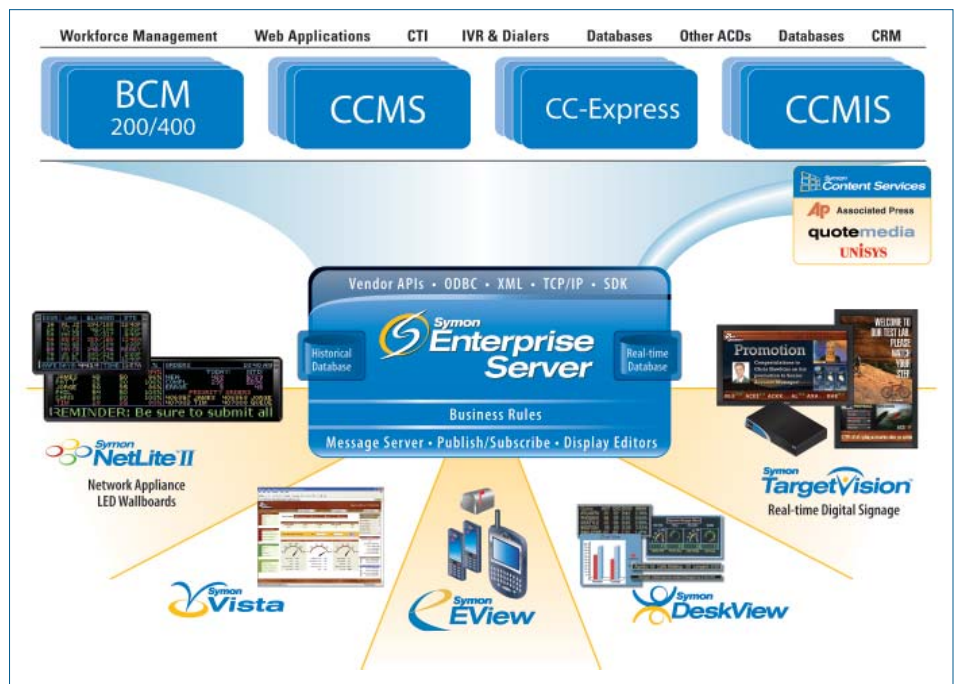 Workforce Management Web Applications CTI IVR & Dialers Databases Other ACDs Databases CRM
BCM
200/400
CCMS
CC-Express
CCMIS
Symon
Content Services
AP Associated Press
quotemedia
UNISYS
Vendor APIs • ODBC • XML • TCP/IP • SDK
Symon
Enterprise
Server
Historical
Database
Real-time
Database
Business Rules
Message Server • Publish/Subscribe • Display Editors
REMINDER: Be sure to submit all
Symon
NetLite II
Network Appliance
LED Wallboards
Promotion
Congratulations to
WELCOME TO
OUR TEST LAB.
PLEASE
WATCH
YOUR
STEP
Symon
TargetVision
Real-time Digital Signage
Symon
Vista
Symon
EView
Symon
DeskView